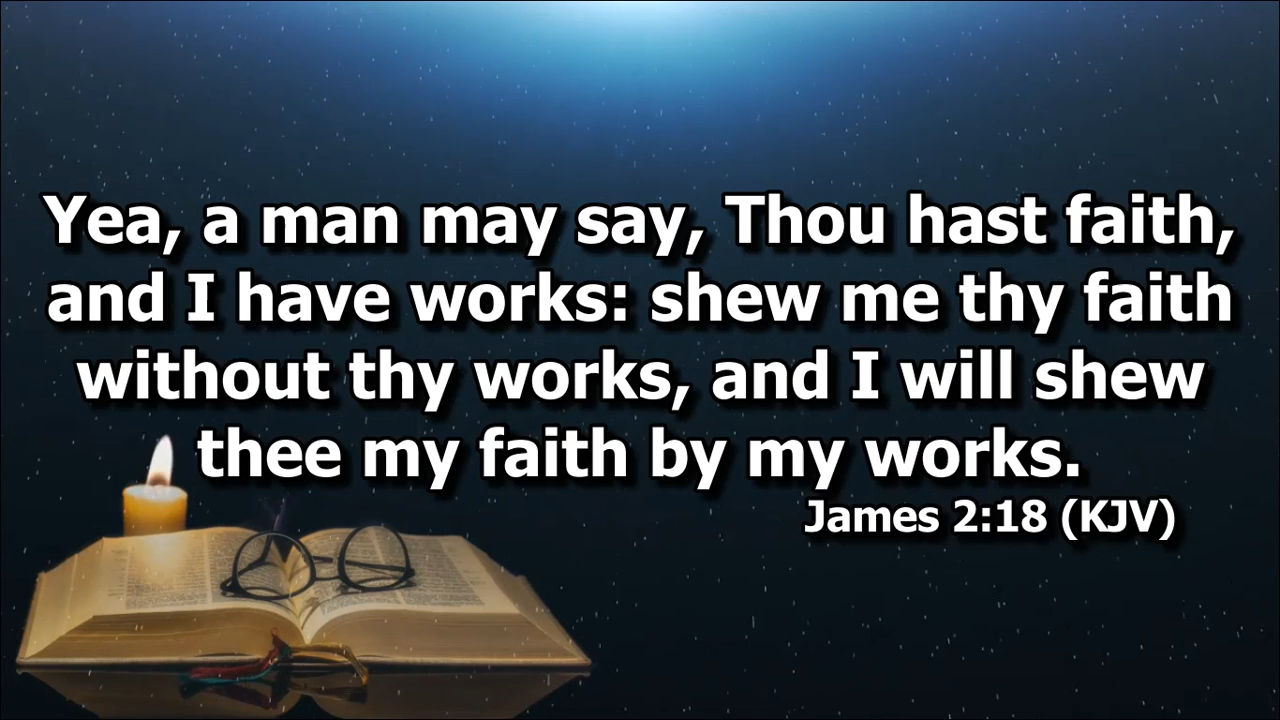 Yea, a man may say, Thou hast faith,
and I have works: shew me thy faith
without thy works, and I will shew
thee my faith by my works.
James 2:18 (KJV)